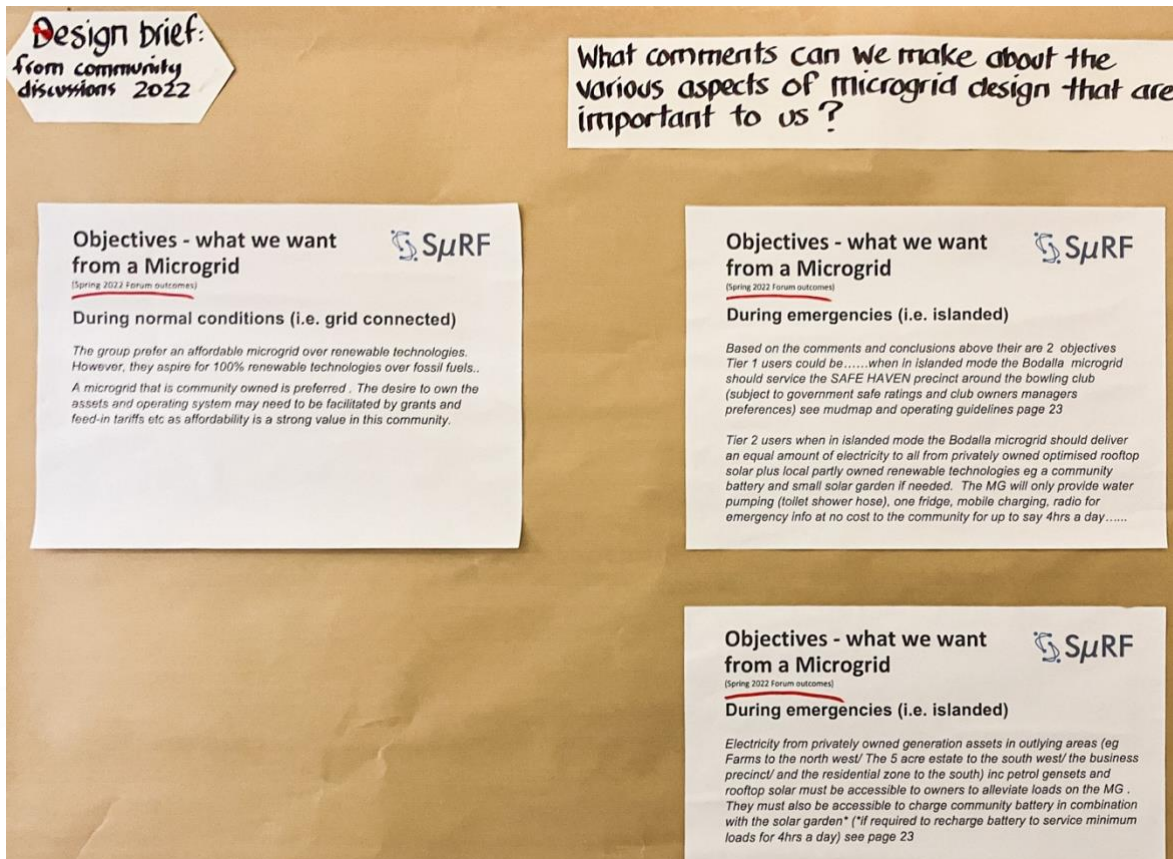 Design brief:
from community
discussions 2022
What comments can we make about the
various aspects of microgrid design that are
important to us?
Objectives - what we want
from a Microgrid
(Spring 2022 Forum outcomes)
SμRF
During normal conditions (i.e. grid connected)
The group prefer an affordable microgrid over renewable technologies.
However, they aspire for 100% renewable technologies over fossil fuels..
A microgrid that is community owned is preferred . The desire to own the
assets and operating system may need to be facilitated by grants and
feed-in tariffs etc as affordability is a strong value in this community.
Objectives - what we want
from a Microgrid
(Spring 2022 Forum outcomes)
SμRF
During emergencies (i.e. islanded)
Based on the comments and conclusions above their are 2 objectives
Tier 1 users could be......when in islanded mode the Bodalla microgrid
should service the SAFE HAVEN precinct around the bowling club
(subject to government safe ratings and club owners managers
preferences) see mudmap and operating guidelines page 23
Tier 2 users when in islanded mode the Bodalla microgrid should deliver
an equal amount of electricity to all from privately owned optimised rooftop
solar plus local partly owned renewable technologies eg a community
battery and small solar garden if needed. The MG will only provide water
pumping (toilet shower hose), one fridge, mobile charging, radio for
emergency info at no cost to the community for up to say 4hrs a day......
Objectives - what we want
from a Microgrid
(Spring 2022 Forum outcomes)
SμRF
During emergencies (i.e. islanded)
Electricity from privately owned generation assets in outlying areas (eg
Farms to the north west/ The 5 acre estate to the south west/ the business
precinct/ and the residential zone to the south) inc petrol gensets and
rooftop solar must be accessible to owners to alleviate loads on the MG .
They must also be accessible to charge community battery in combination
with the solar garden* (*if required to recharge battery to service minimum
loads for 4hrs a day) see page 23